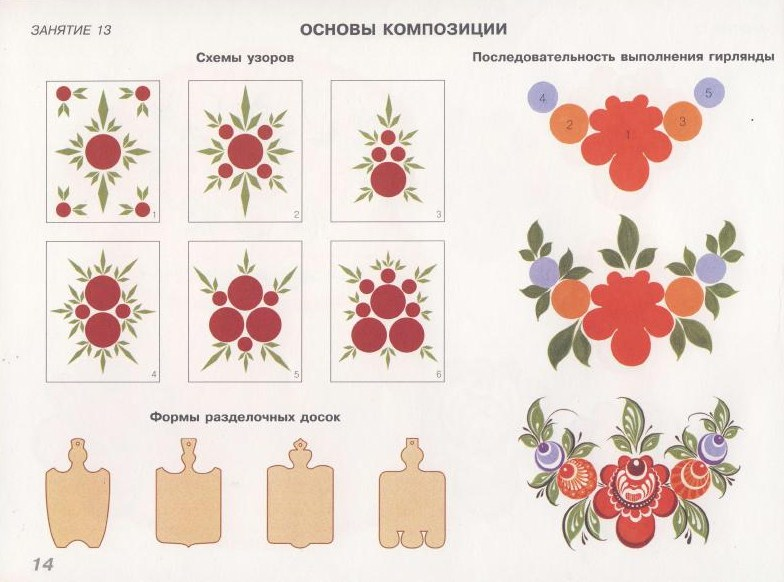 ЗАНЯТИЕ 13
ОСНОВЫ КОМПОЗИЦИИ
Схемы узоров
1
2
3
4
5
6
Формы разделочных досок
Последовательность выполнения гирлянды
4
5
2
1
3
14